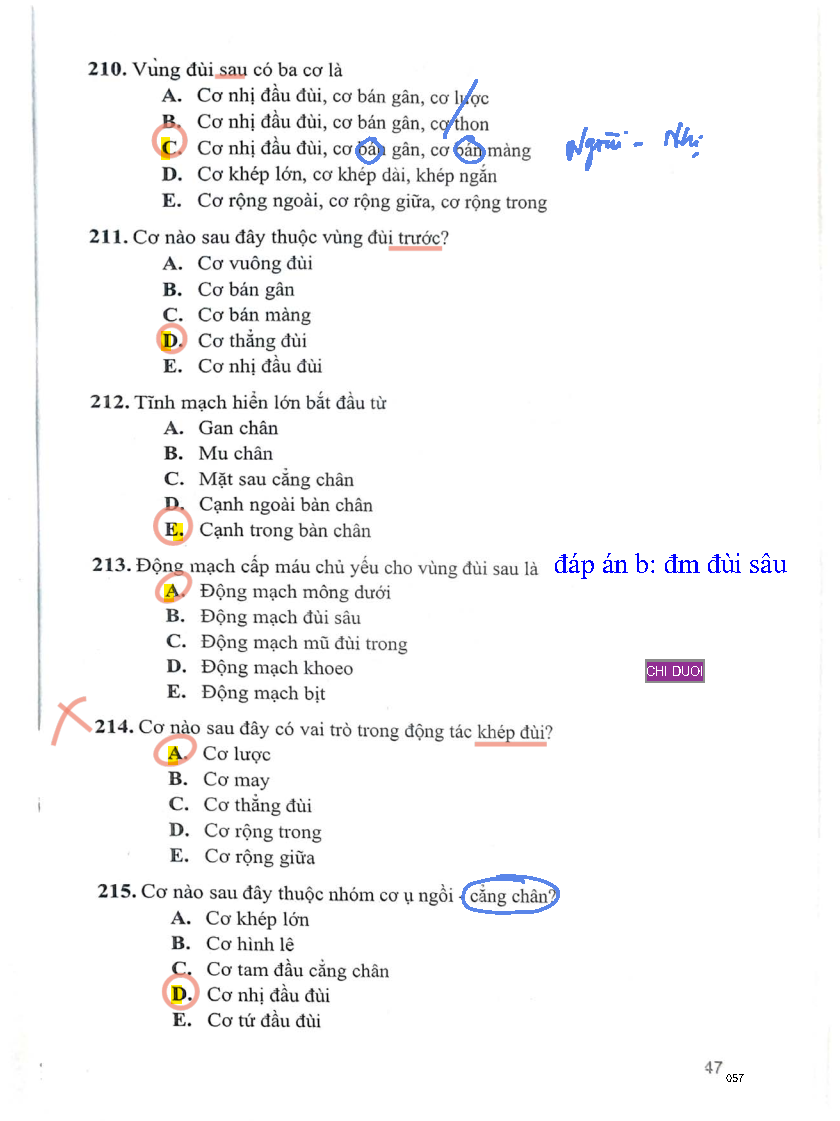 210. Vùng đùi sau có ba cơ là
A. Cơ nhị đầu đùi, cơ bán gân, cơ lược
B. Cơ nhị đầu đùi, cơ bán gân, cơ thon
C. Cơ nhị đầu đùi, cơ bán gân, cơ bán màng
D. Cơ khép lớn, cơ khép dài, khép ngắn
E. Cơ rộng ngoài, cơ rộng giữa, cơ rộng trong
211. Cơ nào sau đây thuộc vùng đùi trước?
A. Cơ vuông đùi
B. Cơ bán gân
C. Cơ bán màng
D. Cơ thẳng đùi
E. Cơ nhị đầu đùi
212. Tĩnh mạch hiển lớn bắt đầu từ
A. Gan chân
B. Mu chân
C. Mặt sau cẳng chân
D. Cạnh ngoài bàn chân
E. Cạnh trong bàn chân
213. Động mạch cấp máu chủ yếu cho vùng đùi sau là đáp án b: đm đùi sâu
A. Động mạch mông dưới
B. Động mạch đùi sâu
C. Động mạch mũ đùi trong
D. Động mạch khoeo
CHI DUOI
E. Động mạch bịt
214. Cơ nào sau đây có vai trò trong động tác khép đùi?
A. Cơ lược
B. Cơ may
C. Cơ thẳng đùi
D. Cơ rộng trong
E. Cơ rộng giữa
215. Cơ nào sau đây thuộc nhóm cơ ụ ngồi - cẳng chân?
A. Cơ khép lớn
B. Cơ hình lê
C. Cơ tam đầu cẳng chân
D. Cơ nhị đầu đùi
E. Cơ tứ đầu đùi
47
057